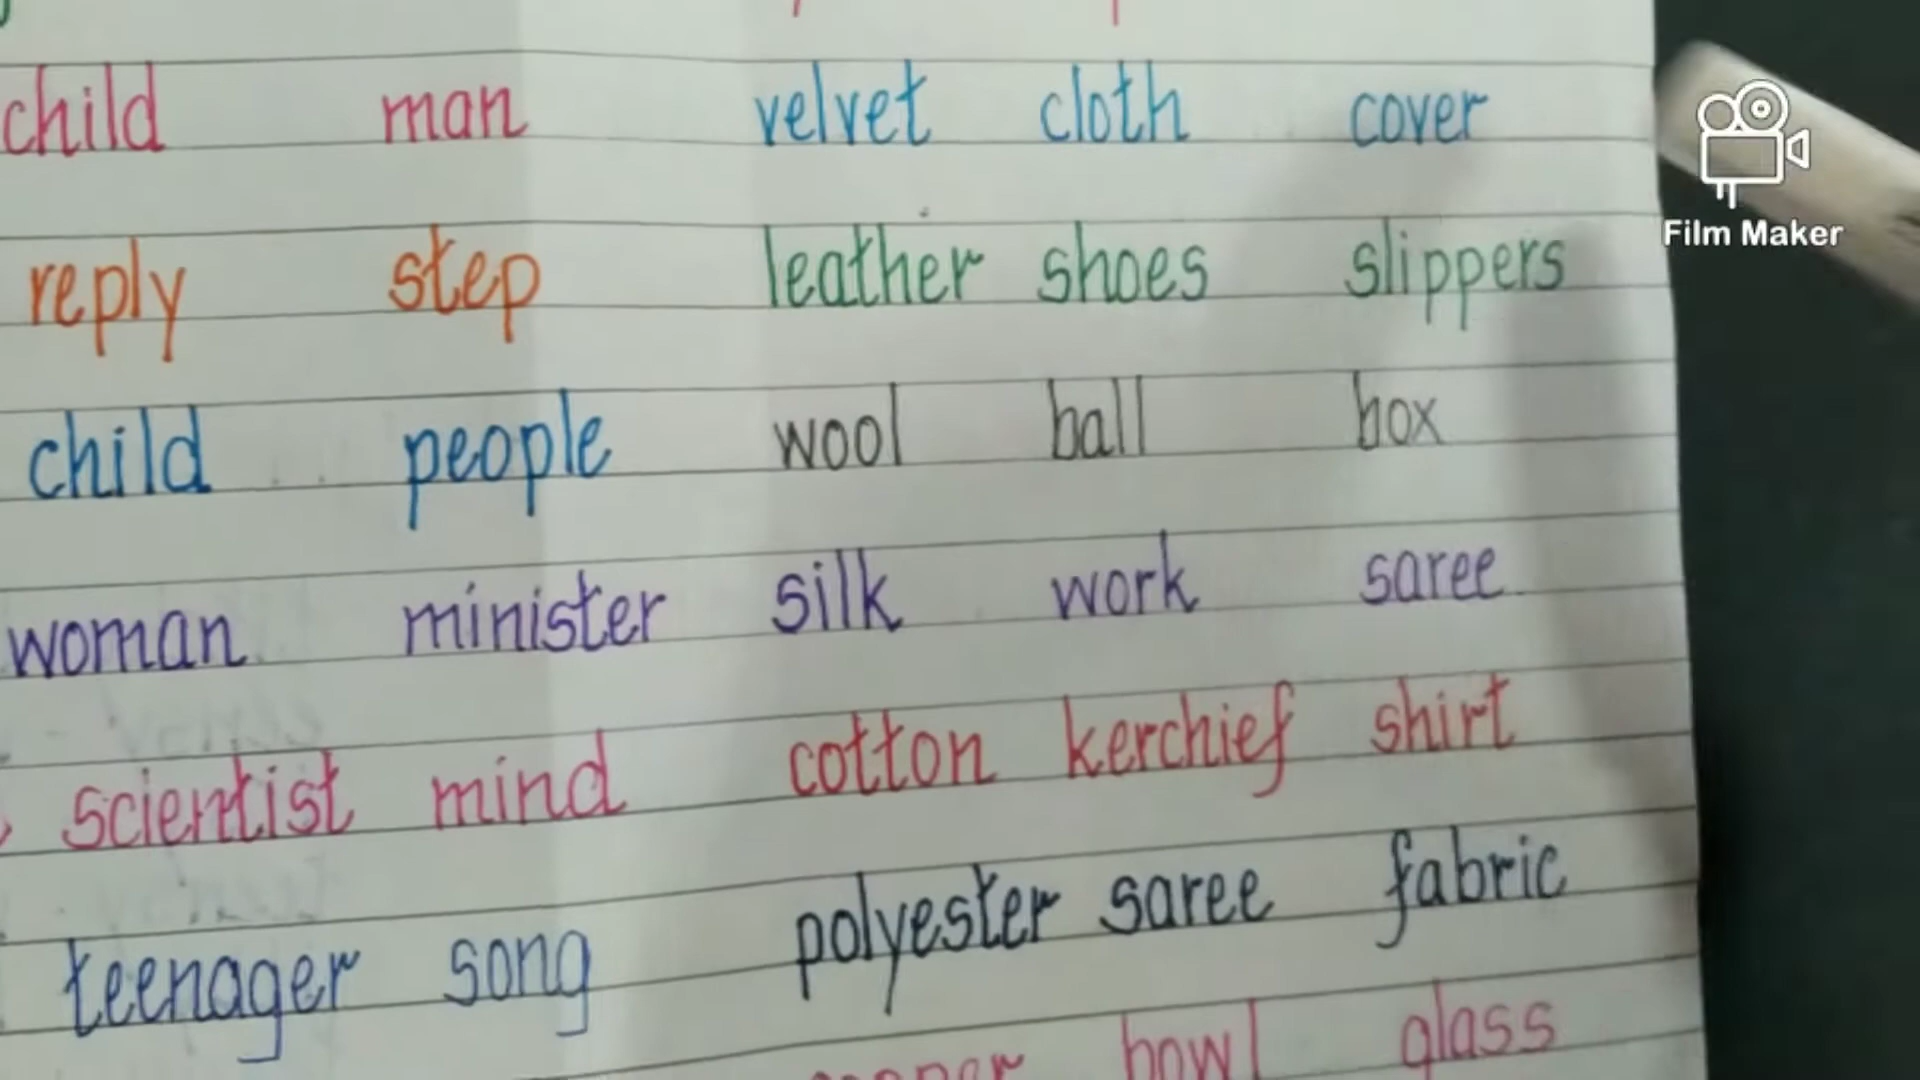 child man velvet cloth cover
Film Maker
reply step leather shoes slippers
child people wool ball box
woman minister silk work saree
scientist mind cotton kerchief shirt
teenager song polyester saree fabric
bowl glass